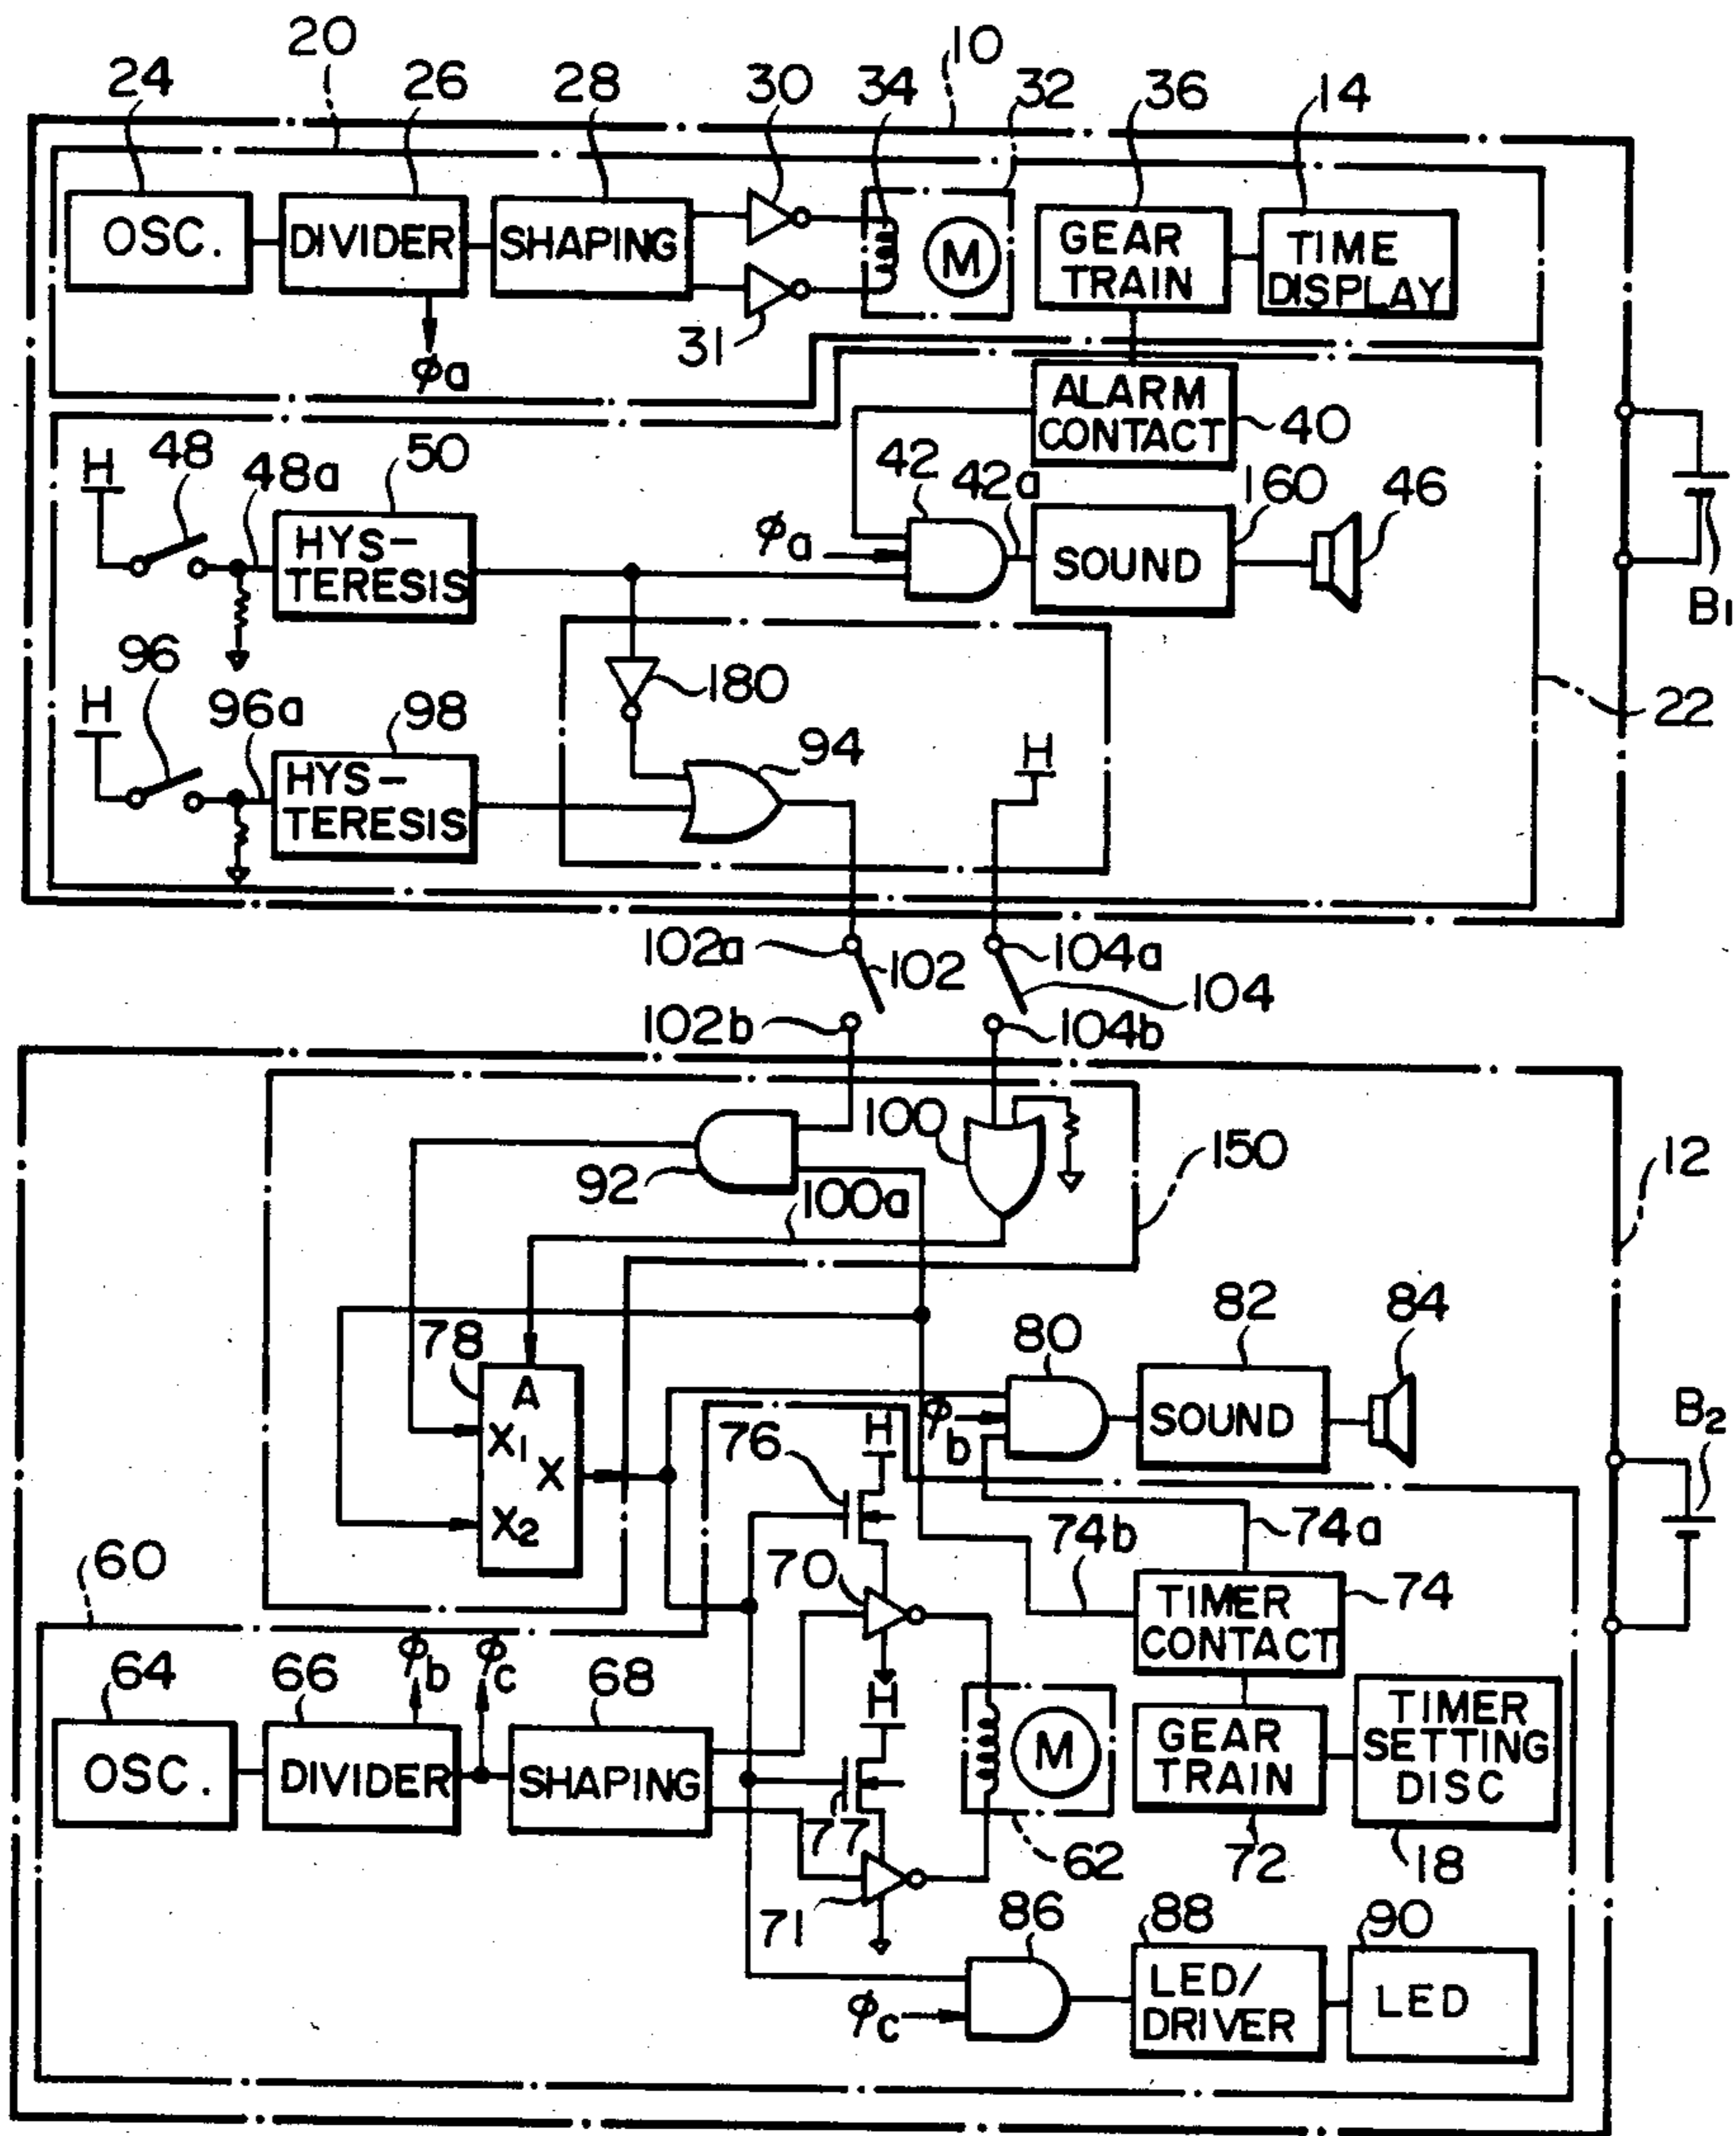 20
10
24
26
28
30
34
32
36
14
OSC.
DIVIDER
SHAPING
M
GEAR
TRAIN
TIME
DISPLAY
31
ϕa
ALARM
CONTACT
40
H
48
48a
50
42
42a
160
46
HYS-
TERESIS
ϕa
SOUND
B1
96
180
H
96a
98
22
94
H
HYS-
TERESIS
102a
102
104a
104
102b
104b
100
150
12
92
100a
78
80
82
84
A
X1
X
X2
ϕb
H
SOUND
B2
76
74a
74b
60
70
TIMER
CONTACT
74
ϕb
ϕc
64
66
68
H
OSC.
DIVIDER
SHAPING
M
GEAR
TRAIN
TIMER
SETTING
DISC
77
62
72
18
71
86
88
90
ϕc
LED/
DRIVER
LED